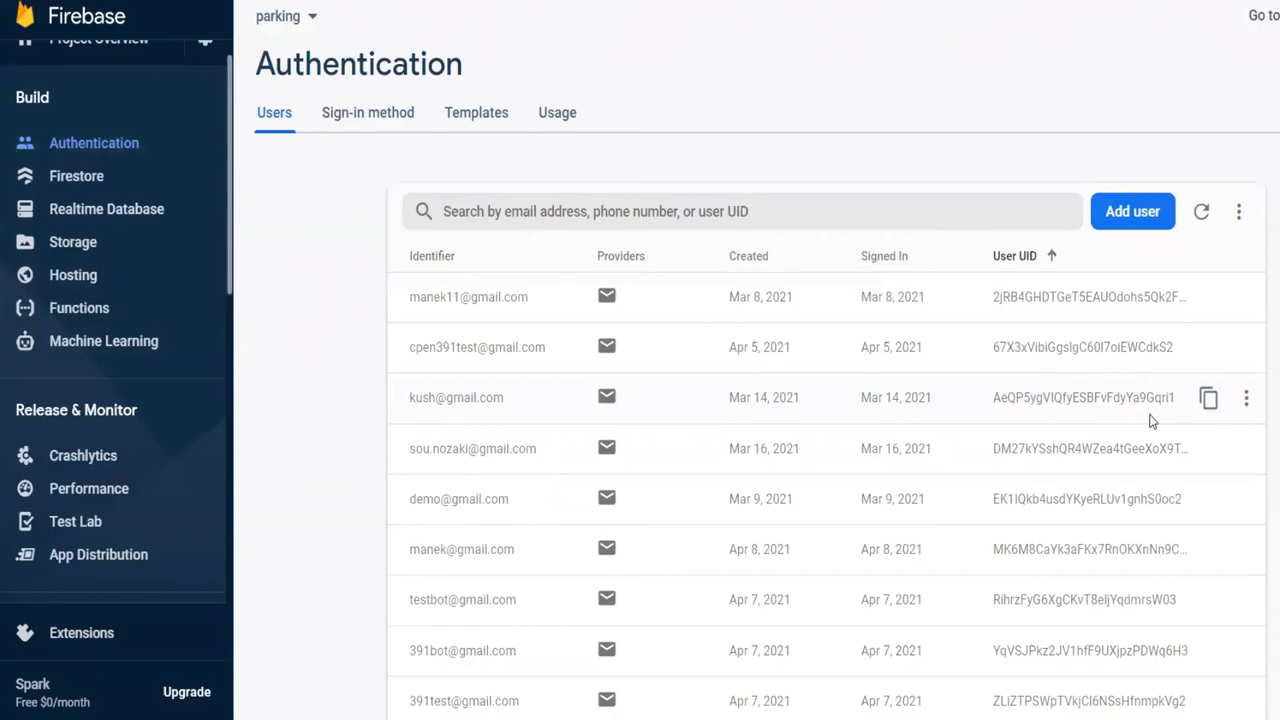 Firebase
parking
Go to
Project Overview
Authentication
Users Sign-in method Templates Usage
Build
Authentication
Firestore
Realtime Database
Storage
Hosting
Functions
Machine Learning
Release & Monitor
Crashlytics
Performance
Test Lab
App Distribution
Extensions
Spark
Free $0/month
Upgrade
Search by email address, phone number, or user UID
Add user
Identifier Providers Created Signed In User UID
manek11@gmail.com Mar 8, 2021 Mar 8, 2021 2jRB4GHDTGeT5EAUOdohs5Qk2F...
cpen391test@gmail.com Apr 5, 2021 Apr 5, 2021 67X3xVibiGgsIgC60I7oiEWCdkS2
kush@gmail.com Mar 14, 2021 Mar 14, 2021 AeQP5ygVIQfyESBFvFdyYa9Gqri1
sou.nozaki@gmail.com Mar 16, 2021 Mar 16, 2021 DM27kYSshQR4WZea4tGeeXoX9T...
demo@gmail.com Mar 9, 2021 Mar 9, 2021 EK1IQkb4usdYKyeRLUv1gnhS0oc2
manek@gmail.com Apr 8, 2021 Apr 8, 2021 MK6M8CaYk3aFKx7RnOKXnNn9C...
testbot@gmail.com Apr 7, 2021 Apr 7, 2021 RihrzFyG6XgCKvT8eIjYqdmrsW03
391bot@gmail.com Apr 7, 2021 Apr 7, 2021 YqVSJPkz2JV1hfF9UXjpzPDWq6H3
391test@gmail.com Apr 7, 2021 Apr 7, 2021 ZLiZTPSWpTVkjCI6NSsHfnmpkVg2